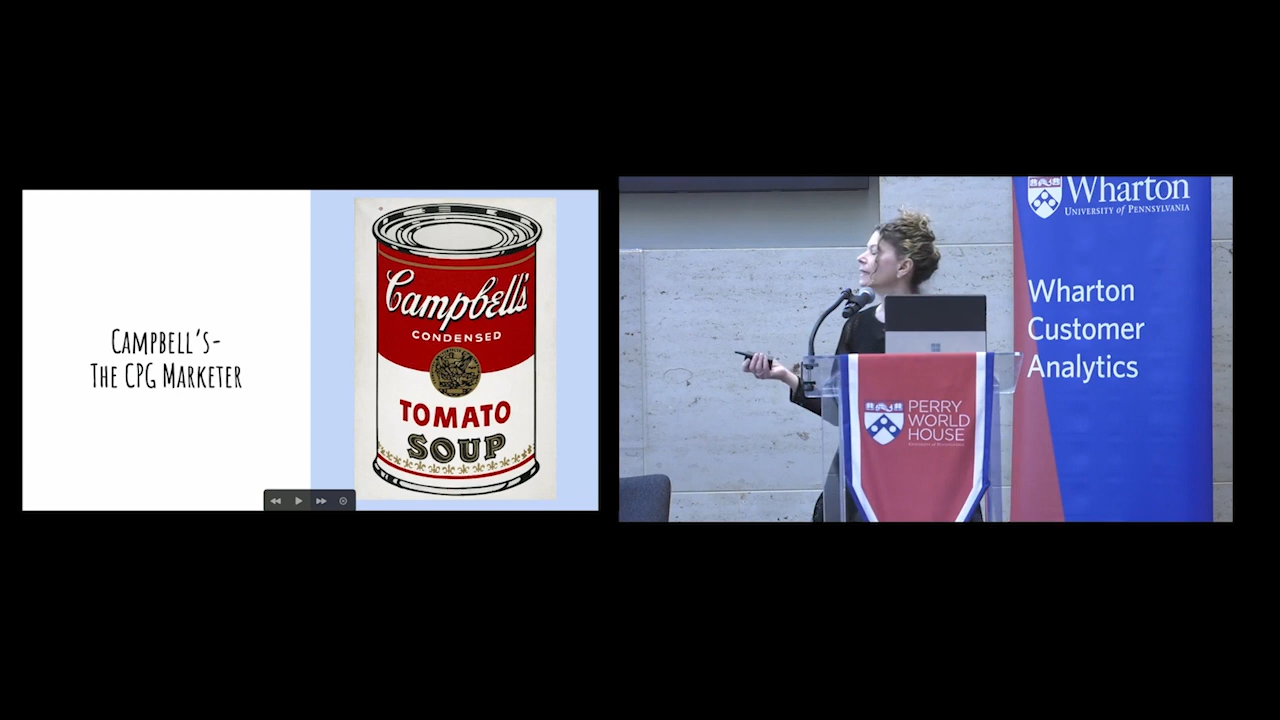 CAMPBELL'S-
THE CPG MARKETER
Campbell's
CONDENSED
TOMATO
SOUP
Wharton
UNIVERSITY of PENNSYLVANIA
Wharton
Customer
Analytics
PERRY
WORLD
HOUSE